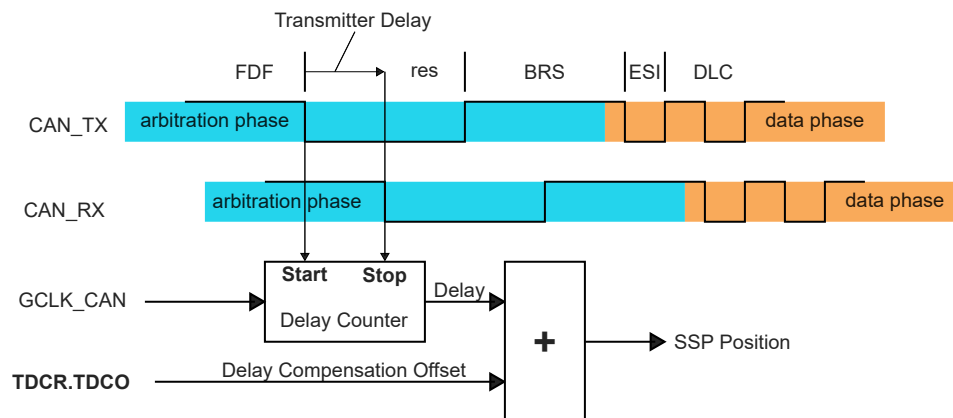 Transmitter Delay
FDF res BRS ESI DLC
CAN_TX arbitration phase data phase
CAN_RX arbitration phase data phase
Start Stop
GCLK_CAN Delay Counter Delay + SSP Position
TDCR.TDCO Delay Compensation Offset